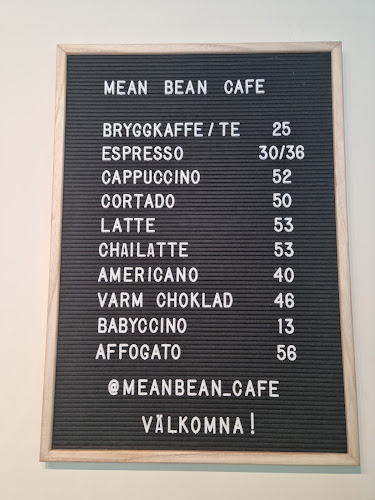 MEAN BEAN CAFE
BRYGGKAFFE/TE 25
ESPRESSO 30/36
CAPPUCCINO 52
CORTADO 50
LATTE 53
CHAILATTE 53
AMERICANO 40
VARM CHOKLAD 46
BABYCCINO 13
AFFOGATO 56
@MEANBEAN_CAFE
VÄLKOMNA!